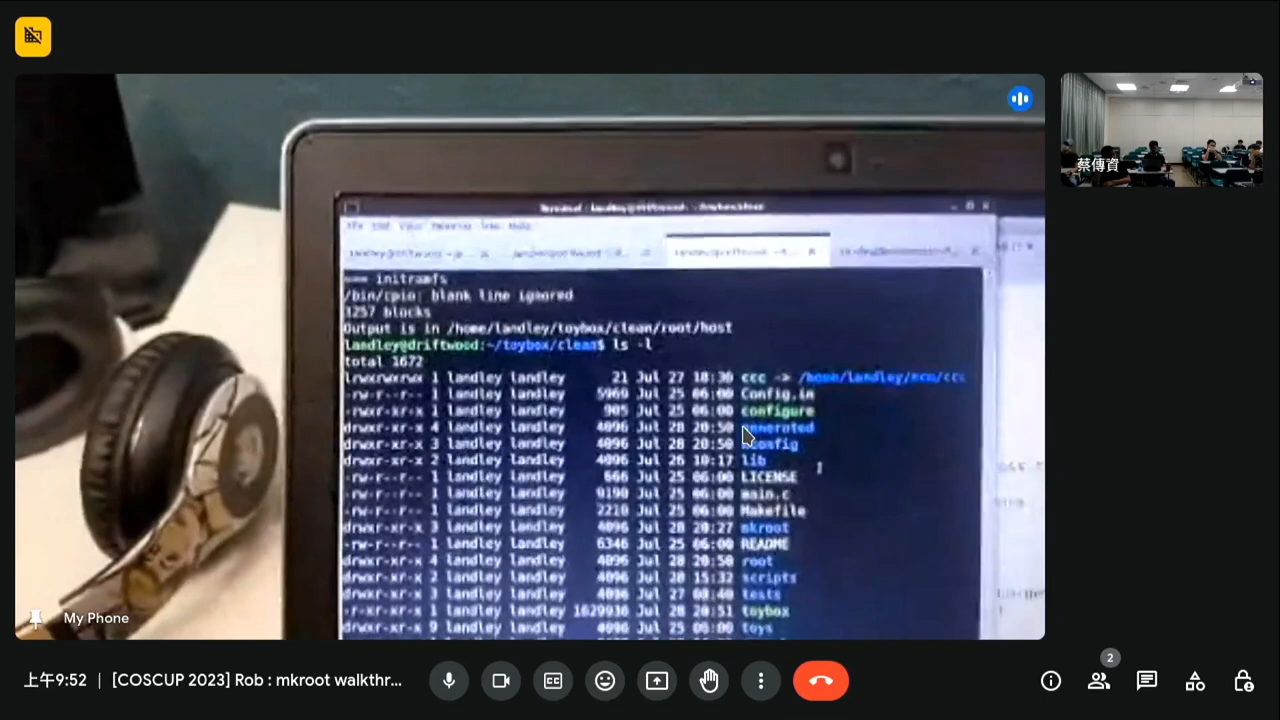 === initramfs
/bin/cpio: blank line ignored
3257 blocks
Output is in /home/landley/toybox/clean/root/host
landley@driftwood:~/toybox/clean$ ls -l
total 1672
lrwxrwxrwx 1 landley landley 21 Jul 27 18:30 ccc -> /home/landley/mcm/ccc
-rw-r--r-- 1 landley landley 5960 Jul 25 06:00 Config.in
-rwxr-xr-x 1 landley landley 905 Jul 25 06:00 configure
drwxr-xr-x 4 landley landley 4096 Jul 28 20:50 generated
drwxr-xr-x 3 landley landley 4096 Jul 28 20:50 kconfig
drwxr-xr-x 2 landley landley 4096 Jul 26 10:17 lib
-rw-r--r-- 1 landley landley 666 Jul 25 06:00 LICENSE
-rw-r--r-- 1 landley landley 9190 Jul 25 06:00 main.c
-rw-r--r-- 1 landley landley 2210 Jul 25 06:00 Makefile
drwxr-xr-x 3 landley landley 4096 Jul 28 20:27 mkroot
-rw-r--r-- 1 landley landley 6346 Jul 25 06:00 README
drwxr-xr-x 4 landley landley 4096 Jul 28 20:50 root
drwxr-xr-x 2 landley landley 4096 Jul 28 15:32 scripts
drwxr-xr-x 3 landley landley 4096 Jul 27 08:40 tests
-r-xr-xr-x 1 landley landley 1629936 Jul 28 20:51 toybox
drwxr-xr-x 9 landley landley 4096 Jul 25 06:00 toys
My Phone
蔡傳資
上午9:52 | [COSCUP 2023] Rob : mkroot walkthr...
2